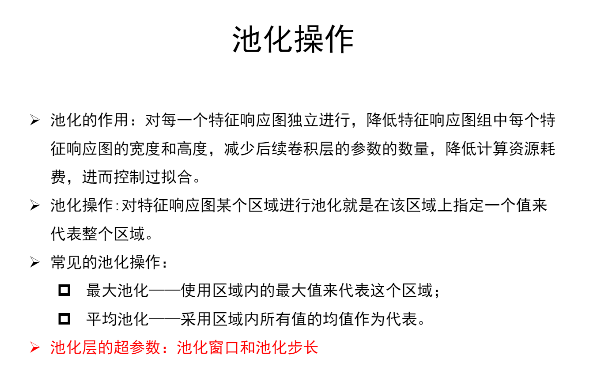 池化操作
池化的作用：对每一个特征响应图独立进行，降低特征响应图组中每个特
征响应图的宽度和高度，减少后续卷积层的参数的数量，降低计算资源耗
费，进而控制过拟合。
池化操作:对特征响应图某个区域进行池化就是在该区域上指定一个值来
代表整个区域。
常见的池化操作：
最大池化——使用区域内的最大值来代表这个区域；
平均池化——采用区域内所有值的均值作为代表。
池化层的超参数：池化窗口和池化步长